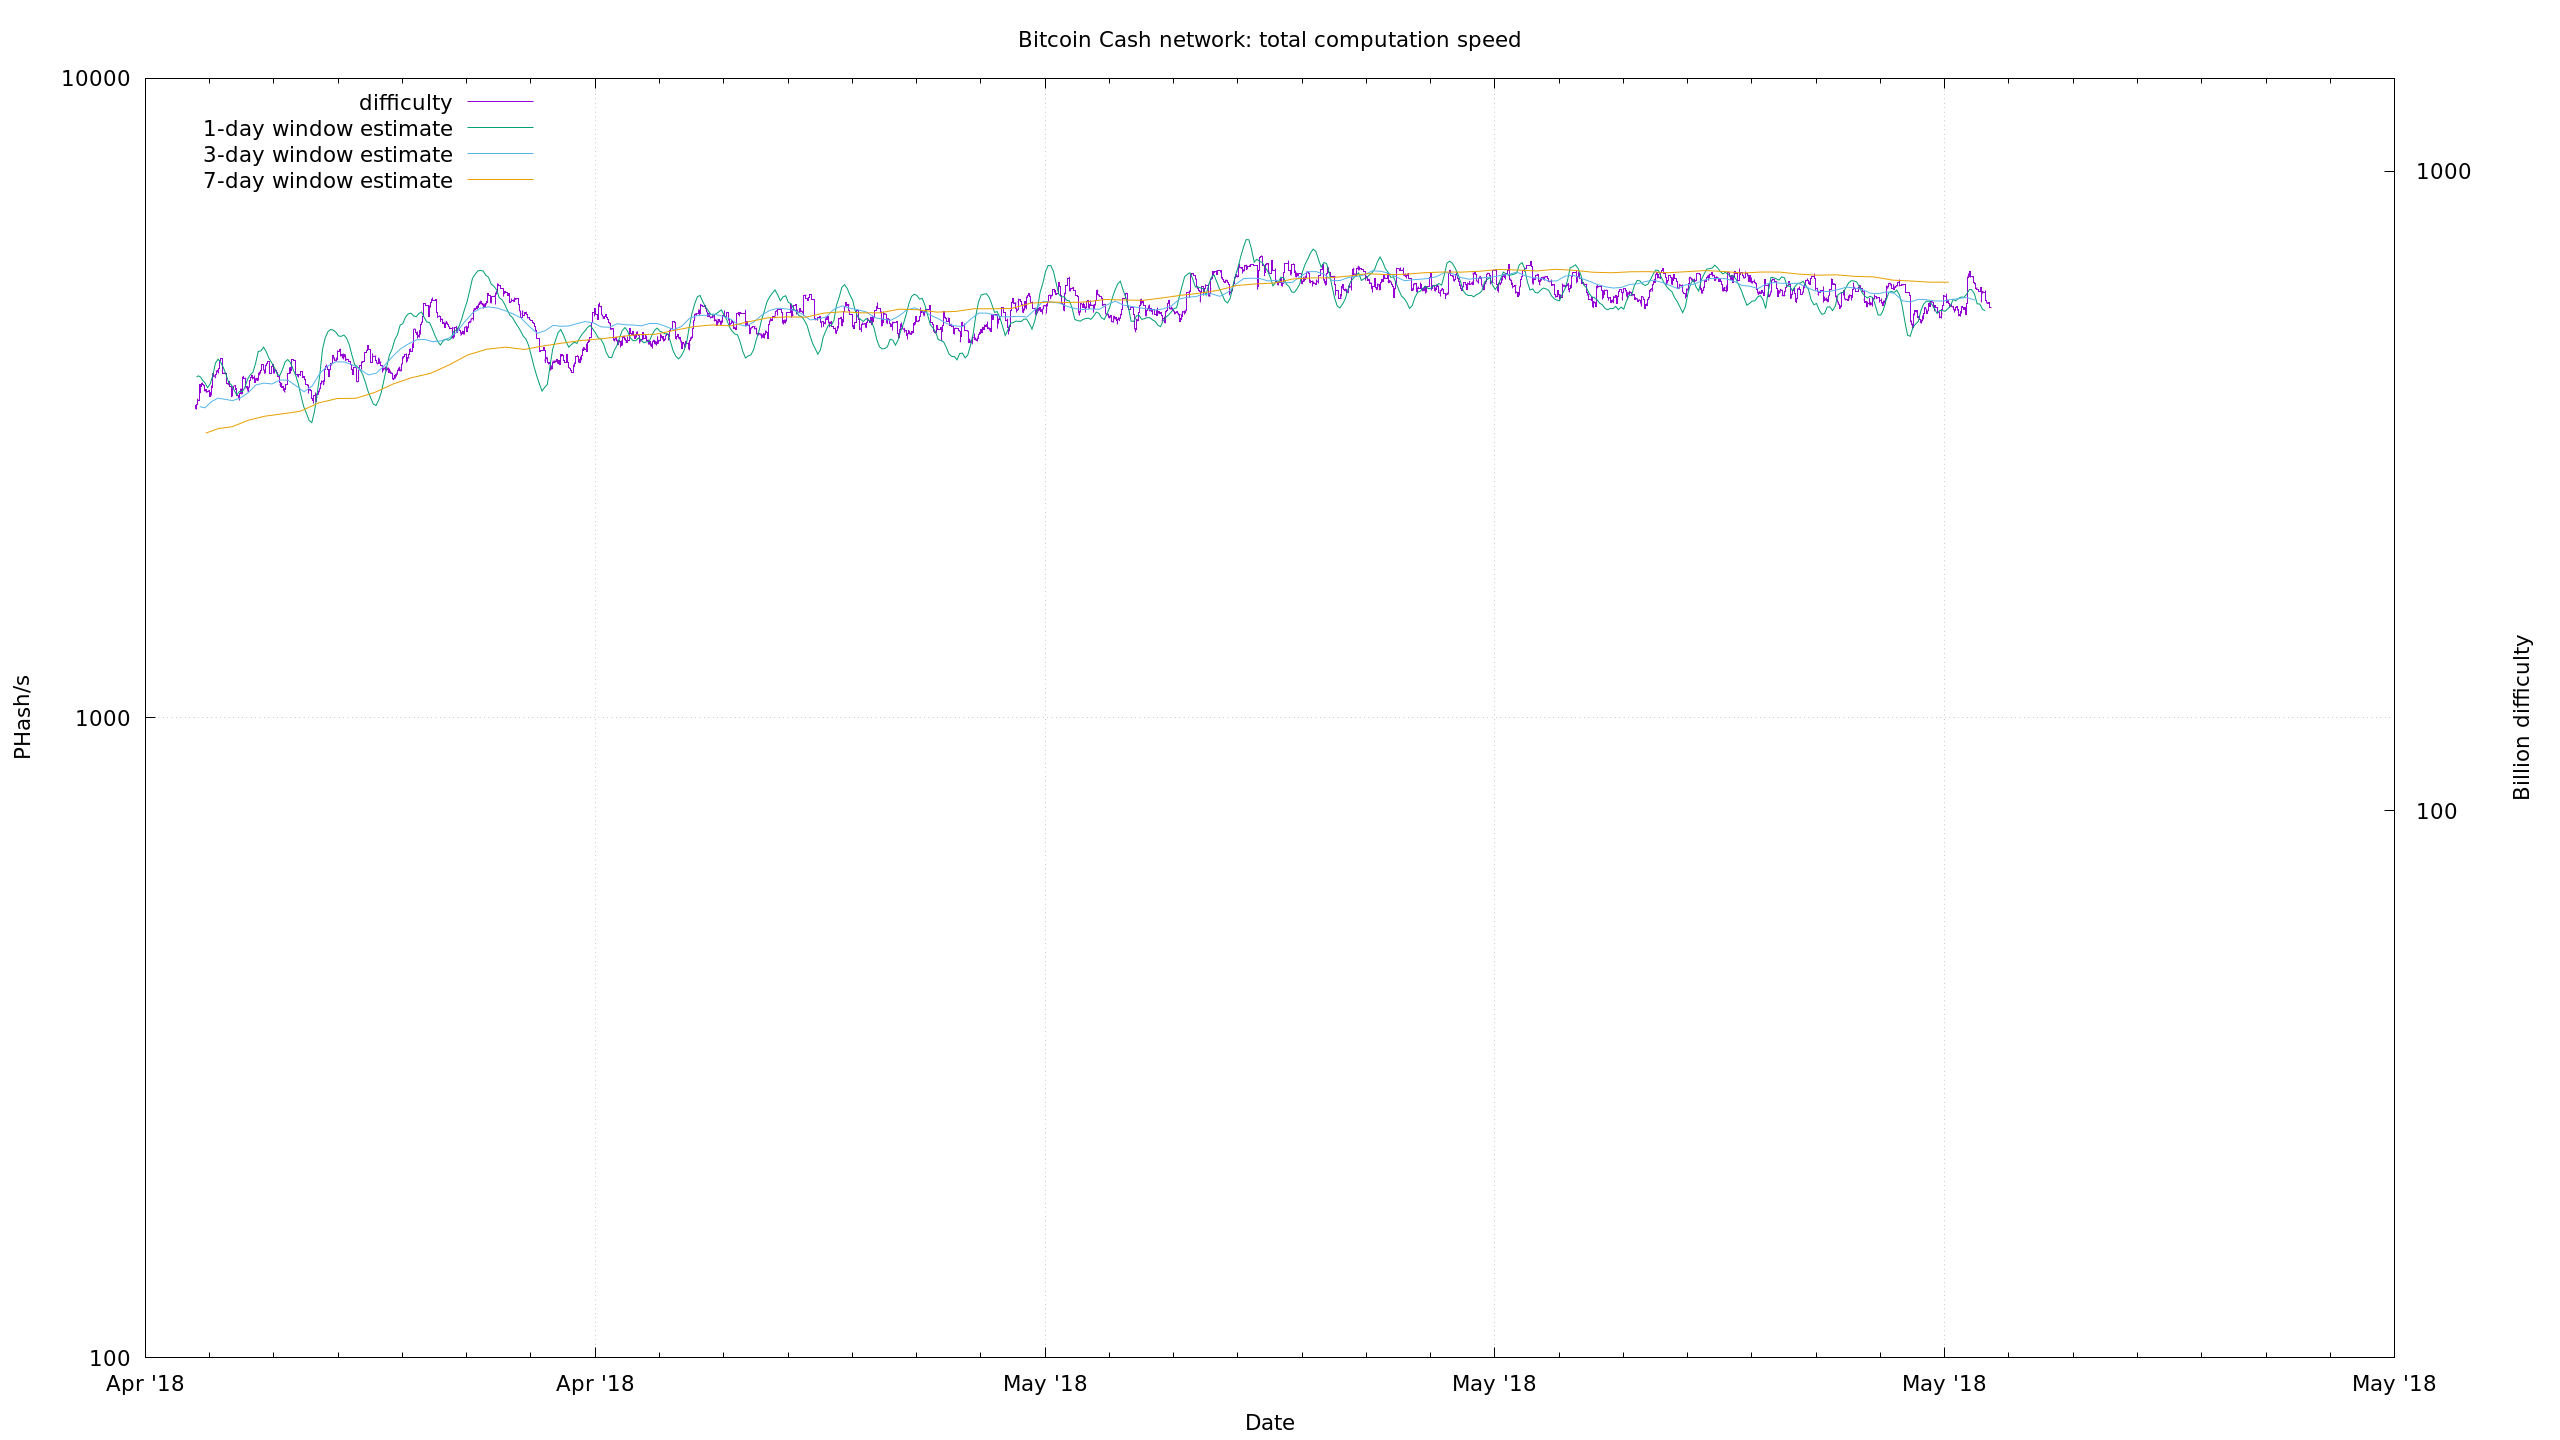 Bitcoin Cash network: total computation speed
10000
difficulty
1-day window estimate
3-day window estimate
7-day window estimate
1000
1000
PHash/s
Billion difficulty
100
100
Apr '18
Apr '18
May '18
May '18
May '18
May '18
Date